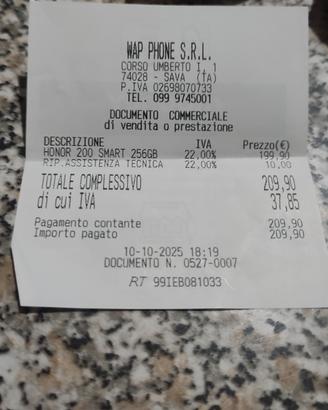 WAP PHONE S.R.L.
CORSO UMBERTO I, 1
74028 - SAVA (TA)
P.IVA 02698070733
TEL. 099 9745001
DOCUMENTO COMMERCIALE
di vendita o prestazione
DESCRIZIONE IVA Prezzo(€)
HONOR 200 SMART 256GB 22,00% 199,90
RIP.ASSISTENZA TECNICA 22,00% 10,00
TOTALE COMPLESSIVO 209,90
di cui IVA 37,85
Pagamento contante 209,90
Importo pagato 209,90
10-10-2025 18:19
DOCUMENTO N. 0527-0007
RT 99IEB081033